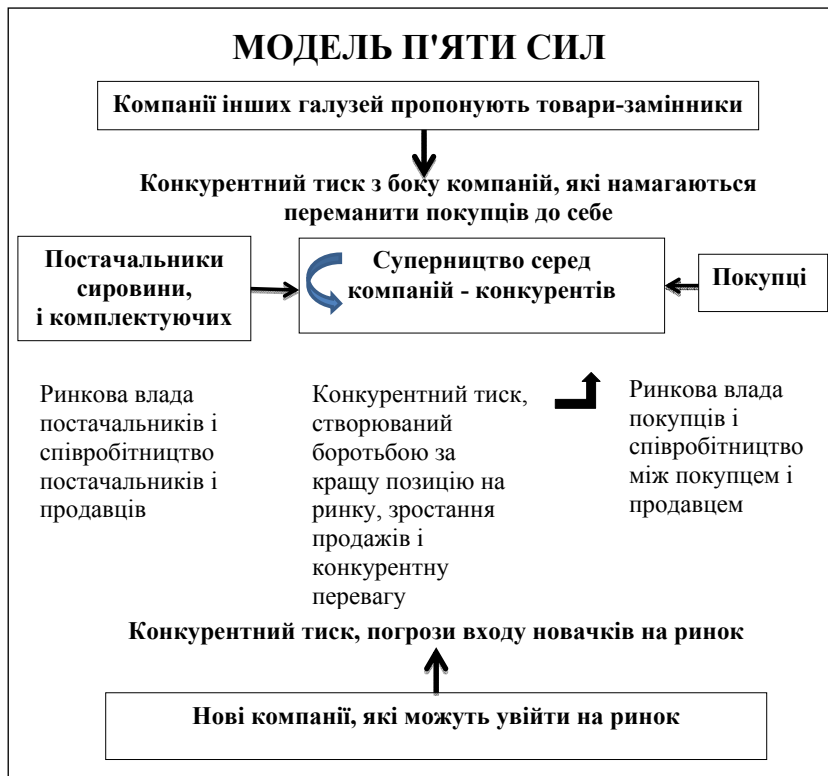 МОДЕЛЬ П'ЯТИ СИЛ
Компанії інших галузей пропонують товари-замінники
Конкурентний тиск з боку компаній, які намагаються
переманити покупців до себе
Постачальники
сировини,
і комплектуючих
Суперництво серед
компаній - конкурентів
Покупці
Ринкова влада
постачальників і
співробітництво
постачальників і
продавців
Конкурентний тиск,
створюваний
боротьбою за
кращу позицію на
ринку, зростання
продажів і
конкурентну
перевагу
Ринкова влада
покупців і
співробітництво
між покупцем і
продавцем
Конкурентний тиск, погрози входу новачків на ринок
Нові компанії, які можуть увійти на ринок